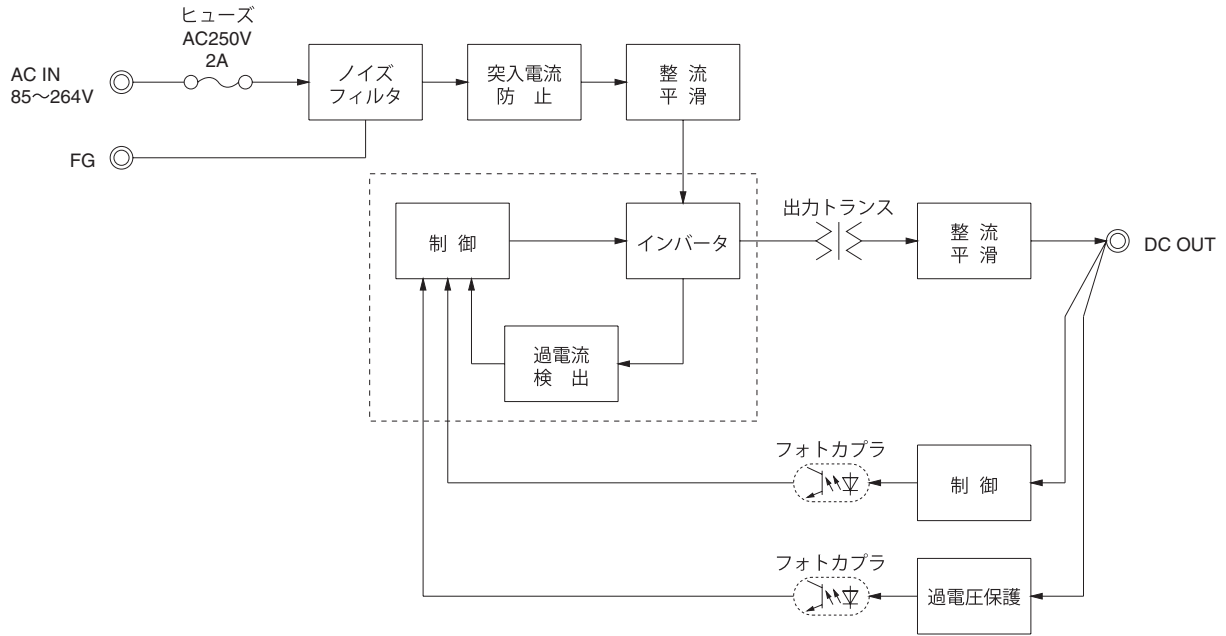 ヒューズ
AC250V
2A
AC IN
85〜264V
ノイズ
フィルタ
突入電流
防 止
整 流
平 滑
FG
制 御
インバータ
出力トランス
整 流
平 滑
DC OUT
過電流
検 出
フォトカプラ
制 御
フォトカプラ
過電圧保護